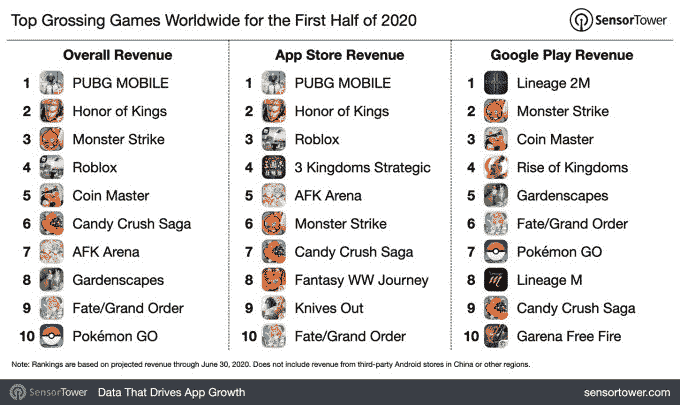 Top Grossing Games Worldwide for the First Half of 2020
SensorTower
Overall Revenue
1 PUBG MOBILE
2 Honor of Kings
3 Monster Strike
4 Roblox
5 Coin Master
6 Candy Crush Saga
7 AFK Arena
8 Gardenscapes
9 Fate/Grand Order
10 Pokémon GO
App Store Revenue
1 PUBG MOBILE
2 Honor of Kings
3 Roblox
4 3 Kingdoms Strategic
5 AFK Arena
6 Monster Strike
7 Candy Crush Saga
8 Fantasy WW Journey
9 Knives Out
10 Fate/Grand Order
Google Play Revenue
1 Lineage 2M
2 Monster Strike
3 Coin Master
4 Rise of Kingdoms
5 Gardenscapes
6 Fate/Grand Order
7 Pokémon GO
8 Lineage M
9 Candy Crush Saga
10 Garena Free Fire
Note: Rankings are based on projected revenue through June 30, 2020. Does not include revenue from third-party Android stores in China or other regions.
SensorTower Data That Drives App Growth
sensortower.com